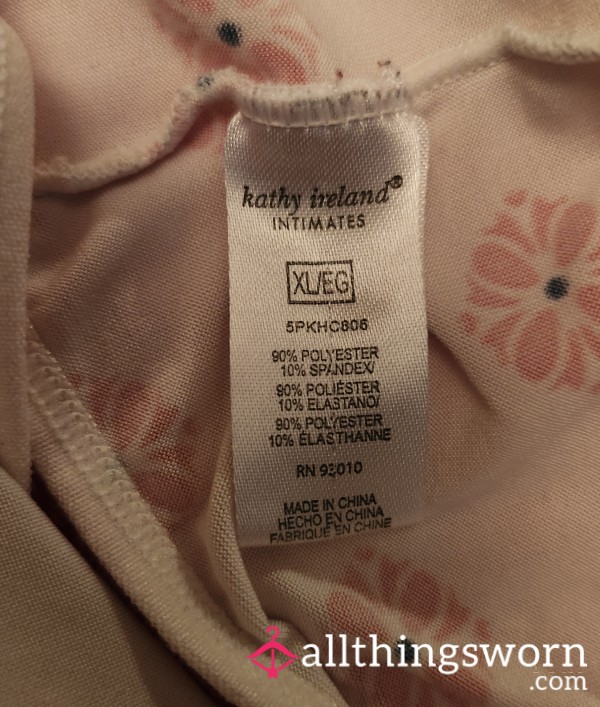 kathy ireland®
INTIMATES
XL/EG
5PKHC806
90% POLYESTER
10% SPANDEX/
90% POLIÉSTER
10% ELASTANO/
90% POLYESTER
10% ÉLASTHANNE
RN 93010
MADE IN CHINA
HECHO EN CHINA
FABRIQUÉ EN CHINE
allthingsworn
.com